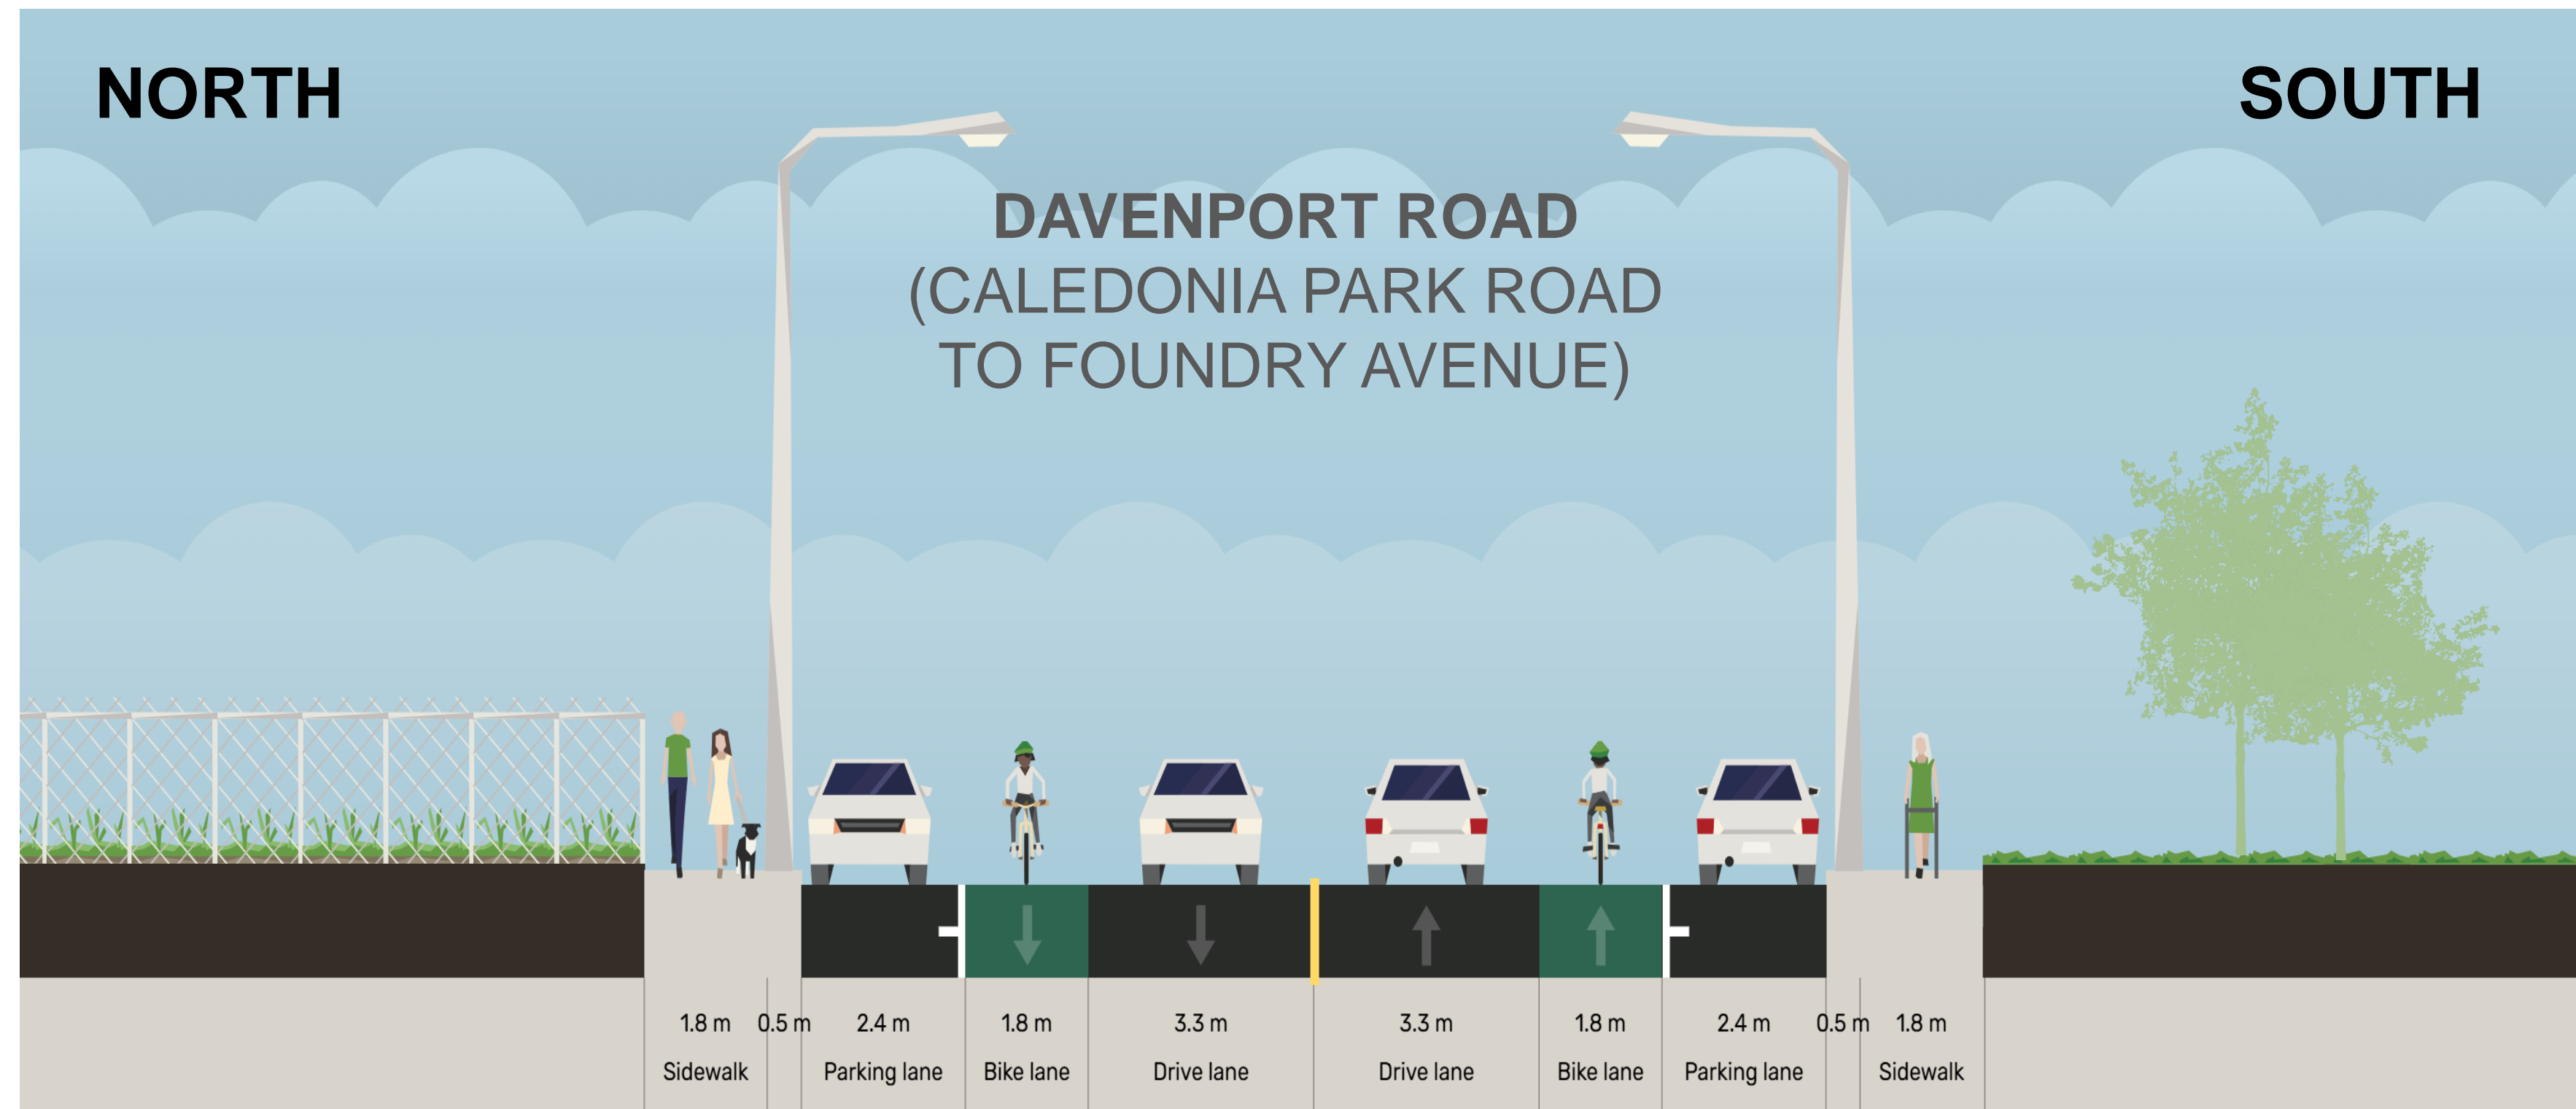 NORTH
SOUTH
DAVENPORT ROAD
(CALEDONIA PARK ROAD
TO FOUNDRY AVENUE)
1.8 m 0.5 m 2.4 m 1.8 m 3.3 m 3.3 m 1.8 m 2.4 m 0.5 m 1.8 m
Sidewalk Parking lane Bike lane Drive lane Drive lane Bike lane Parking lane Sidewalk